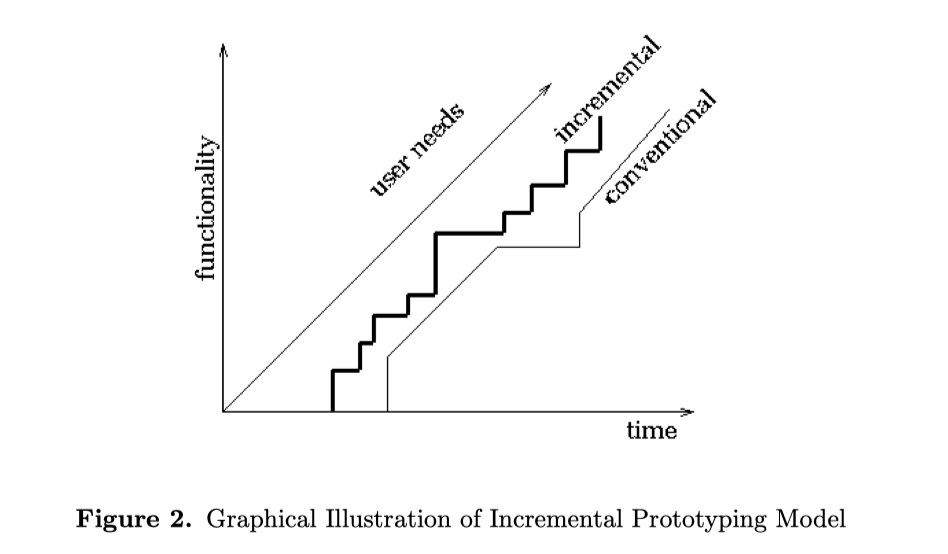 functionality
user needs
incremental
conventional
time
Figure 2. Graphical Illustration of Incremental Prototyping Model